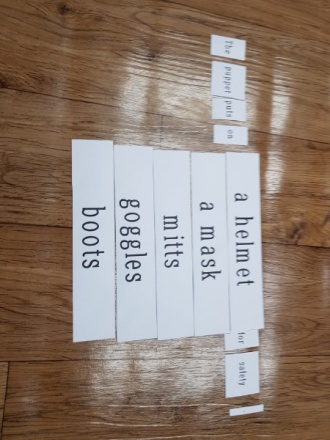 The puppet puts on a helmet for safety
a mask
mitts
goggles
boots